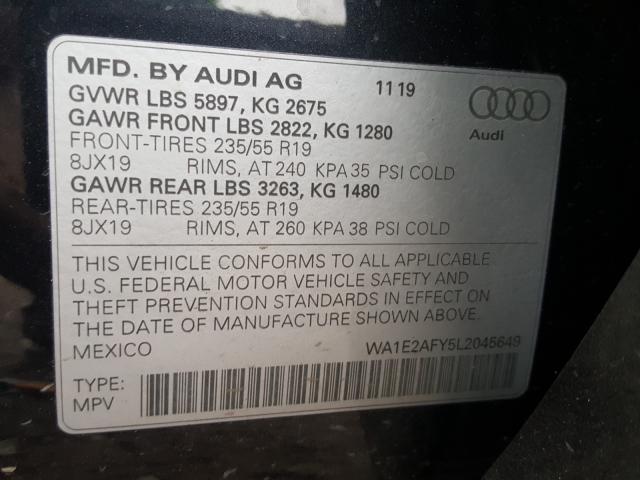 MFD. BY AUDI AG 11 19
GVWR LBS 5897, KG 2675
GAWR FRONT LBS 2822, KG 1280
FRONT-TIRES 235/55 R19
8JX19 RIMS, AT 240 KPA 35 PSI COLD
GAWR REAR LBS 3263, KG 1480
REAR-TIRES 235/55 R19
8JX19 RIMS, AT 260 KPA 38 PSI COLD
Audi
THIS VEHICLE CONFORMS TO ALL APPLICABLE
U.S. FEDERAL MOTOR VEHICLE SAFETY AND
THEFT PREVENTION STANDARDS IN EFFECT ON
THE DATE OF MANUFACTURE SHOWN ABOVE.
MEXICO WA1E2AFY5L2045649
TYPE:
MPV